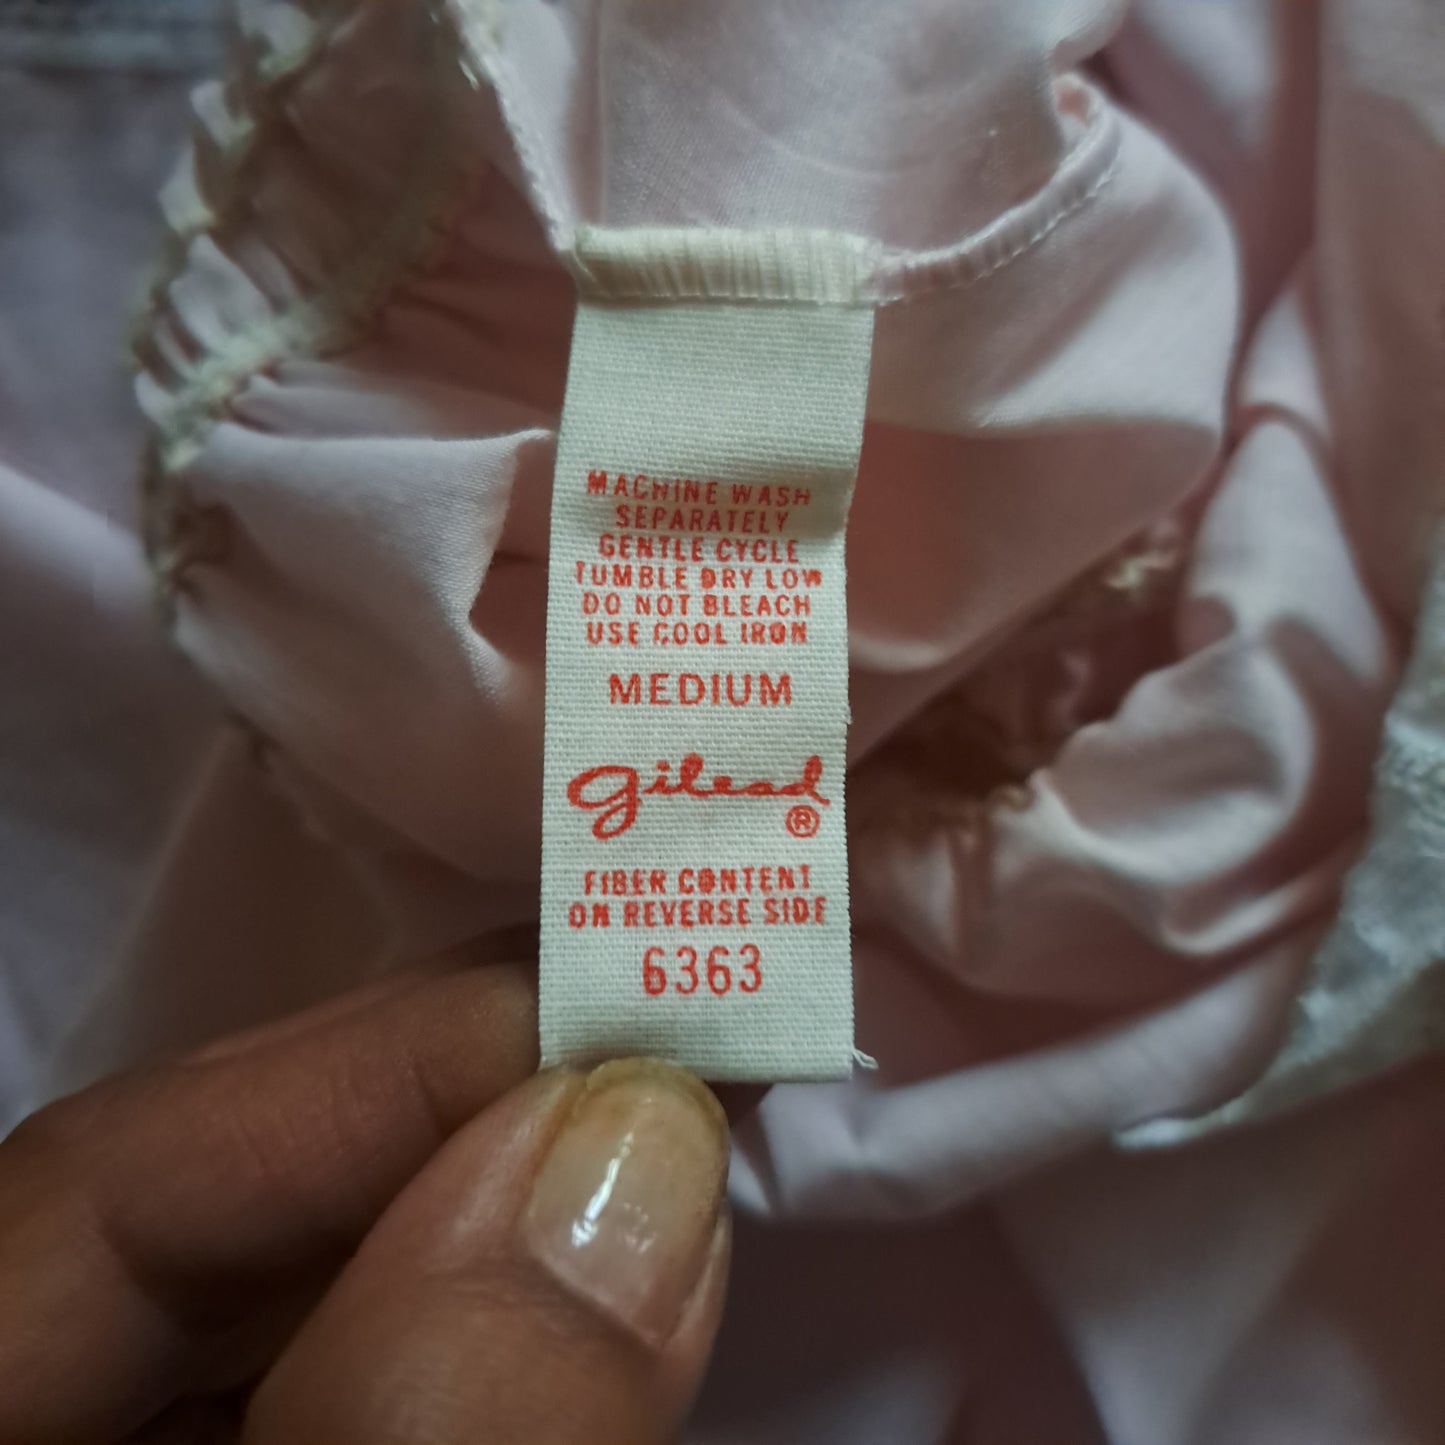 MACHINE WASH
SEPARATELY
GENTLE CYCLE
TUMBLE DRY LOW
DO NOT BLEACH
USE COOL IRON
MEDIUM
gilead
®
FIBER CONTENT
ON REVERSE SIDE
6363